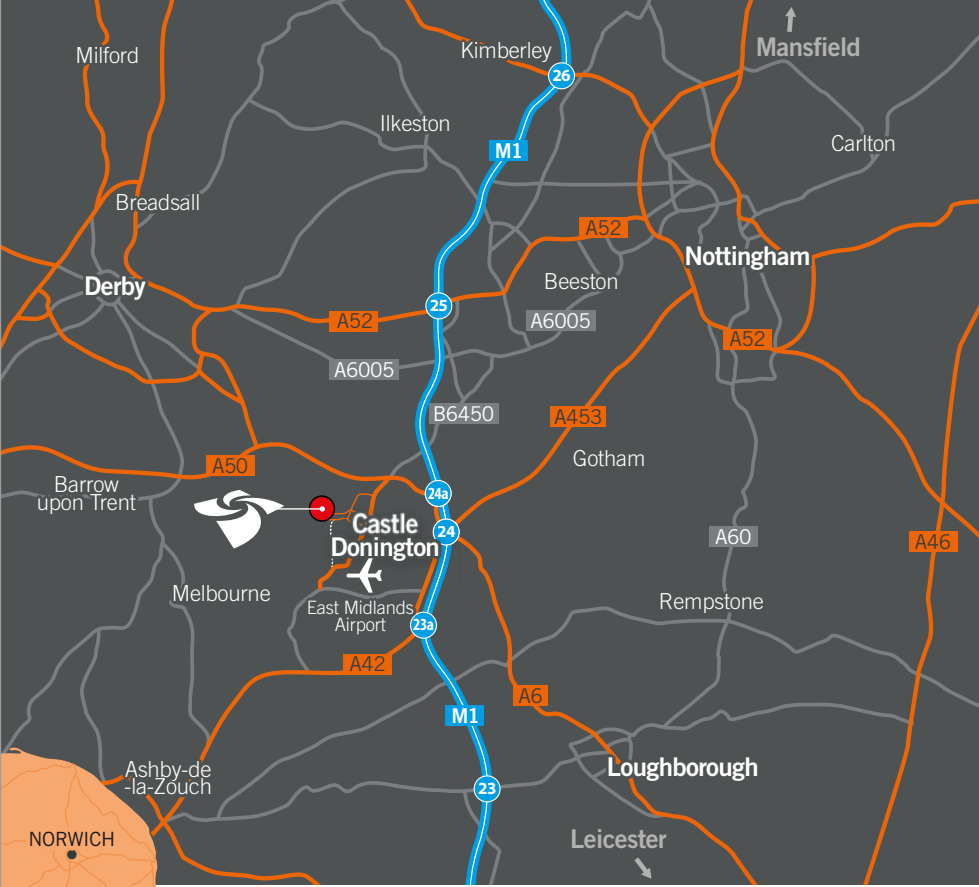 Mansfield
Milford
Kimberley
26
Ilkeston
M1
Carlton
Breadsall
A52
Nottingham
Derby
Beeston
25
A52
A6005
A52
A6005
B6450
A453
Gotham
A50
Barrow
upon Trent
24a
Castle
Donington
24
A60
A46
Melbourne
East Midlands
Airport
Rempstone
23a
A42
A6
M1
Ashby-de
-la-Zouch
Loughborough
23
NORWICH
Leicester